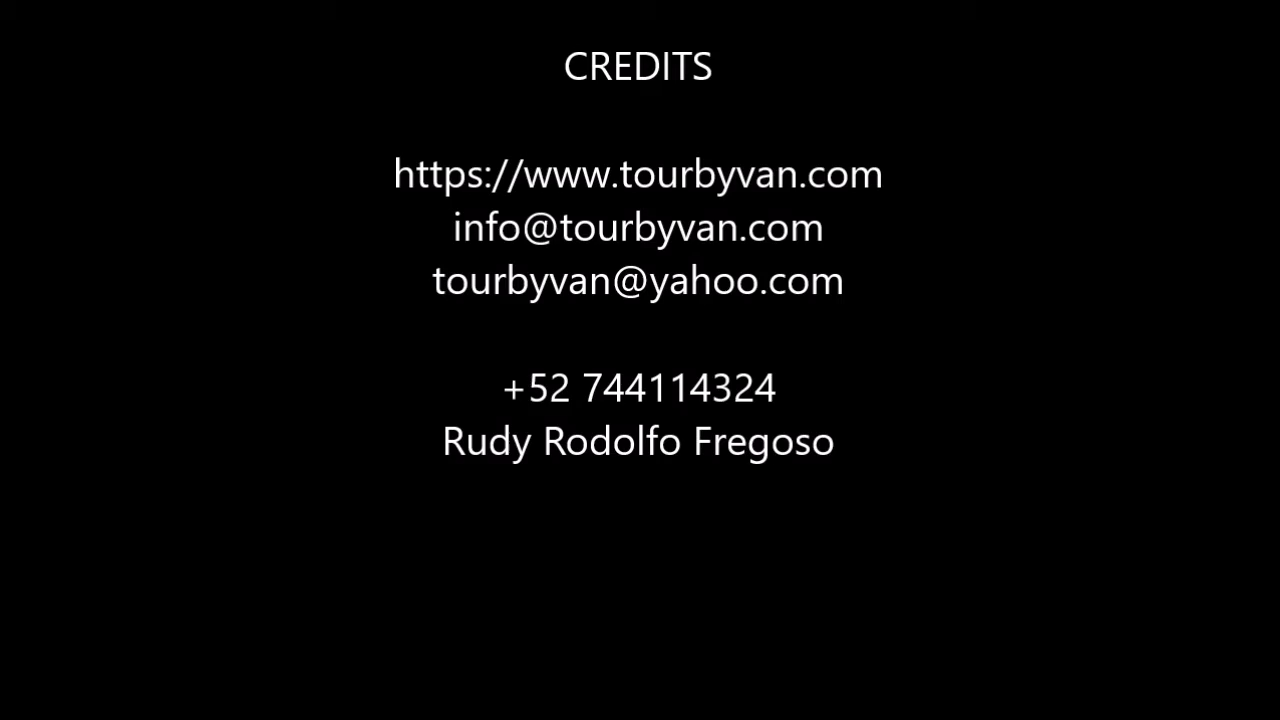 CREDITS
https://www.tourbyvan.com
info@tourbyvan.com
tourbyvan@yahoo.com
+52 744114324
Rudy Rodolfo Fregoso